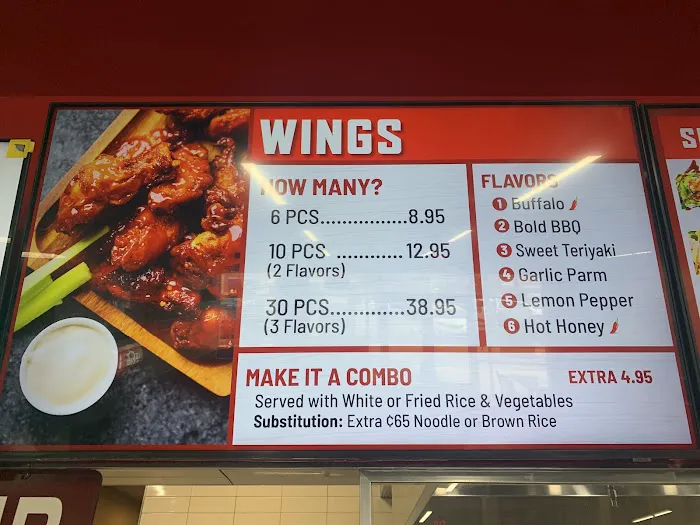 WINGS
HOW MANY?
6 PCS...............8.95
10 PCS ............12.95
(2 Flavors)
30 PCS.............38.95
(3 Flavors)
FLAVORS
1 Buffalo
2 Bold BBQ
3 Sweet Teriyaki
4 Garlic Parm
5 Lemon Pepper
6 Hot Honey
MAKE IT A COMBO EXTRA 4.95
Served with White or Fried Rice & Vegetables
Substitution: Extra ¢65 Noodle or Brown Rice